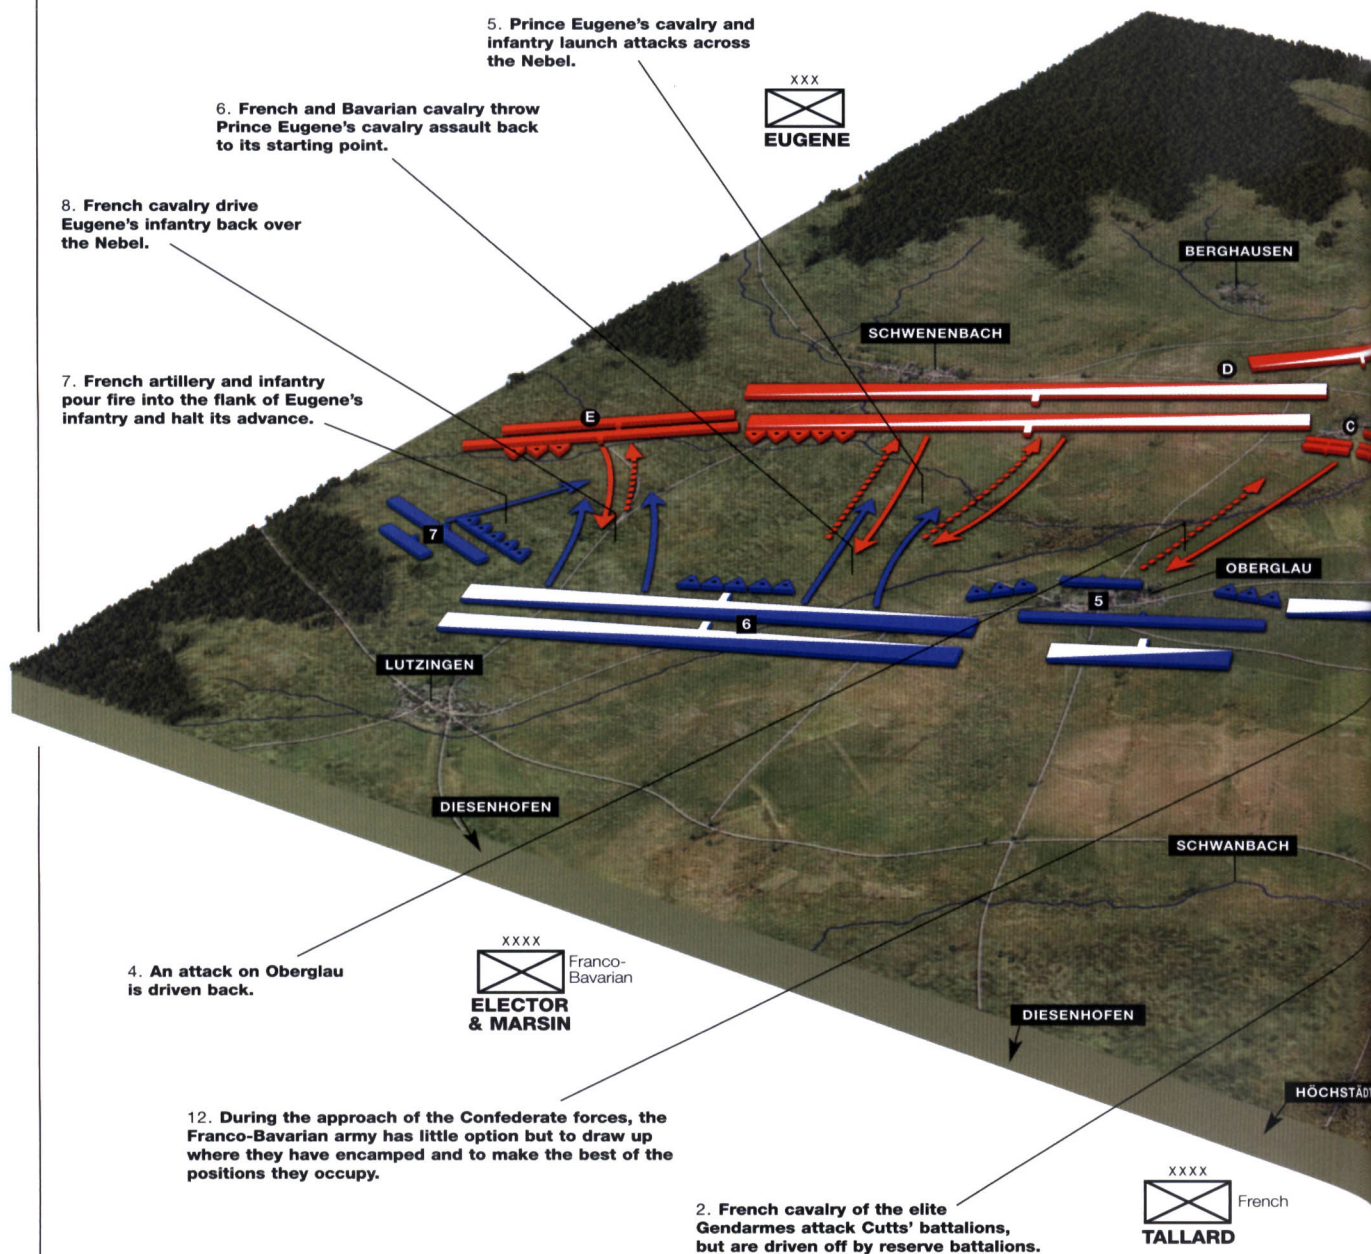 5. Prince Eugene's cavalry and
infantry launch attacks across
the Nebel.
XXX
EUGENE
6. French and Bavarian cavalry throw
Prince Eugene's cavalry assault back
to its starting point.
8. French cavalry drive
Eugene's infantry back over
the Nebel.
BERGHAUSEN
SCHWENENBACH
7. French artillery and infantry
pour fire into the flank of Eugene's
infantry and halt its advance.
D
E
C
7
OBERGLAU
5
6
LUTZINGEN
DIESENHOFEN
SCHWANBACH
4. An attack on Oberglau
is driven back.
XXXX
Franco-
Bavarian
ELECTOR
& MARSIN
DIESENHOFEN
HÖCHSTÄD
12. During the approach of the Confederate forces, the
Franco-Bavarian army has little option but to draw up
where they have encamped and to make the best of the
positions they occupy.
XXXX
French
TALLARD
2. French cavalry of the elite
Gendarmes attack Cutts' battalions,
but are driven off by reserve battalions.